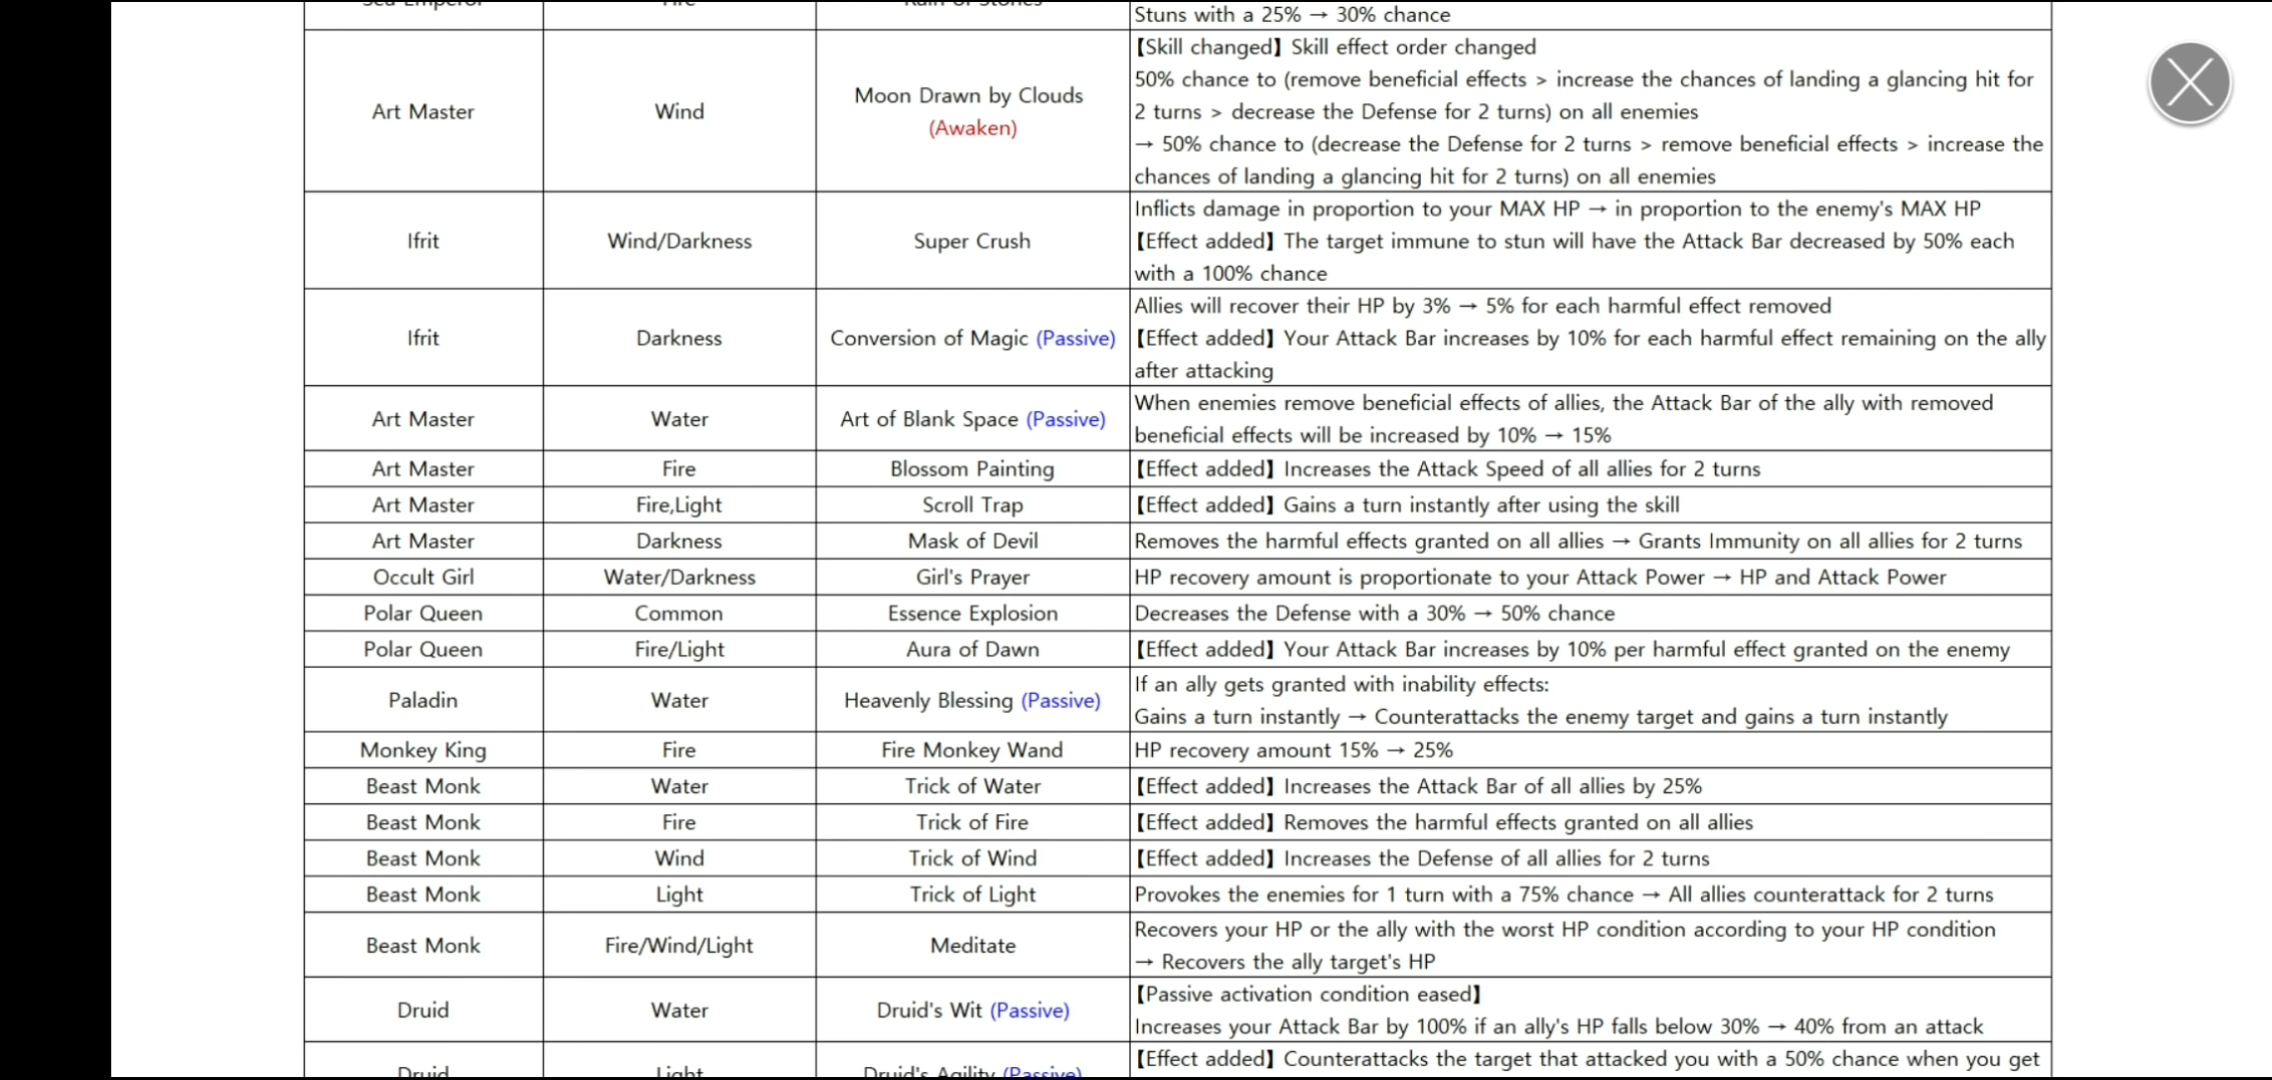 Stuns with a 25% → 30% chance
Art Master
Wind
Moon Drawn by Clouds
(Awaken)
【Skill changed】 Skill effect order changed
50% chance to (remove beneficial effects > increase the chances of landing a glancing hit for
2 turns > decrease the Defense for 2 turns) on all enemies
→ 50% chance to (decrease the Defense for 2 turns > remove beneficial effects > increase the
chances of landing a glancing hit for 2 turns) on all enemies
Ifrit
Wind/Darkness
Super Crush
Inflicts damage in proportion to your MAX HP → in proportion to the enemy's MAX HP
【Effect added】 The target immune to stun will have the Attack Bar decreased by 50% each
with a 100% chance
Ifrit
Darkness
Conversion of Magic (Passive)
Allies will recover their HP by 3% → 5% for each harmful effect removed
【Effect added】 Your Attack Bar increases by 10% for each harmful effect remaining on the ally
after attacking
Art Master
Water
Art of Blank Space (Passive)
When enemies remove beneficial effects of allies, the Attack Bar of the ally with removed
beneficial effects will be increased by 10% → 15%
Art Master
Fire
Blossom Painting
【Effect added】 Increases the Attack Speed of all allies for 2 turns
Art Master
Fire,Light
Scroll Trap
【Effect added】 Gains a turn instantly after using the skill
Art Master
Darkness
Mask of Devil
Removes the harmful effects granted on all allies → Grants Immunity on all allies for 2 turns
Occult Girl
Water/Darkness
Girl's Prayer
HP recovery amount is proportionate to your Attack Power → HP and Attack Power
Polar Queen
Common
Essence Explosion
Decreases the Defense with a 30% → 50% chance
Polar Queen
Fire/Light
Aura of Dawn
【Effect added】 Your Attack Bar increases by 10% per harmful effect granted on the enemy
Paladin
Water
Heavenly Blessing (Passive)
If an ally gets granted with inability effects:
Gains a turn instantly → Counterattacks the enemy target and gains a turn instantly
Monkey King
Fire
Fire Monkey Wand
HP recovery amount 15% → 25%
Beast Monk
Water
Trick of Water
【Effect added】 Increases the Attack Bar of all allies by 25%
Beast Monk
Fire
Trick of Fire
【Effect added】 Removes the harmful effects granted on all allies
Beast Monk
Wind
Trick of Wind
【Effect added】 Increases the Defense of all allies for 2 turns
Beast Monk
Light
Trick of Light
Provokes the enemies for 1 turn with a 75% chance → All allies counterattack for 2 turns
Beast Monk
Fire/Wind/Light
Meditate
Recovers your HP or the ally with the worst HP condition according to your HP condition
→ Recovers the ally target's HP
Druid
Water
Druid's Wit (Passive)
【Passive activation condition eased】
Increases your Attack Bar by 100% if an ally's HP falls below 30% → 40% from an attack
Druid
Light
Druid's Agility (Passive)
【Effect added】 Counterattacks the target that attacked you with a 50% chance when you get